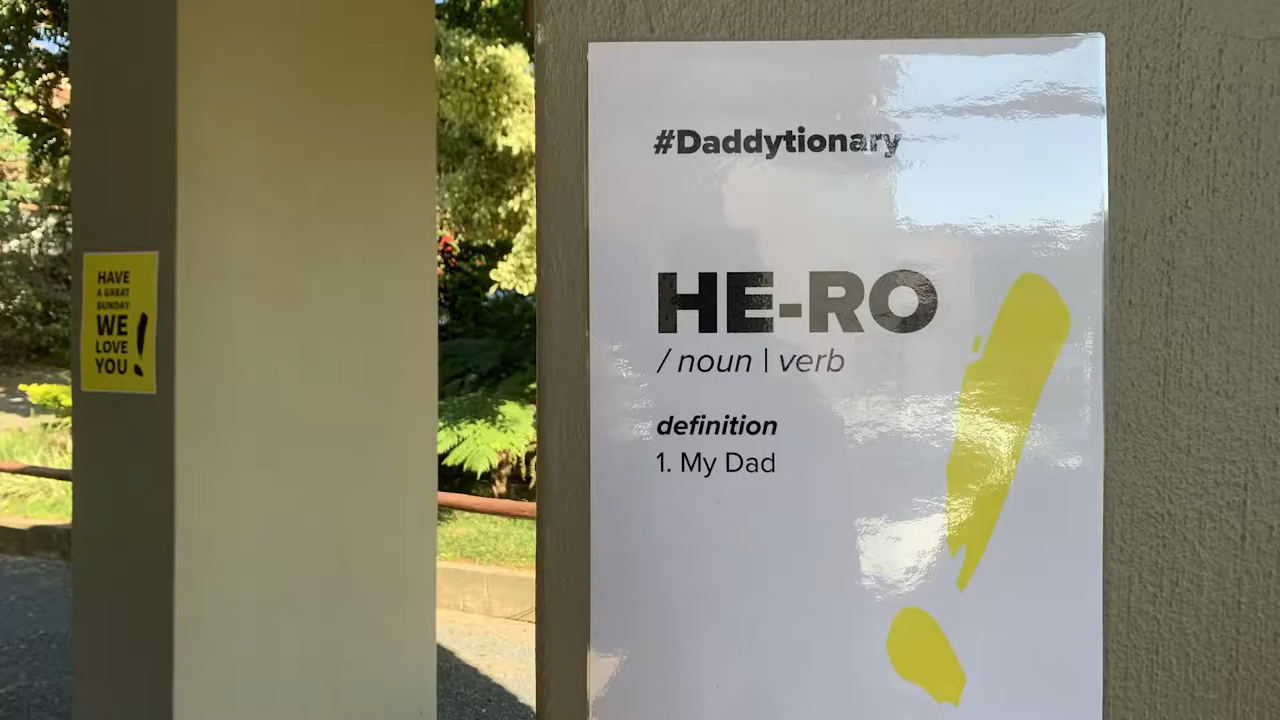 #Daddytionary
HE-RO
/ noun | verb
definition
1. My Dad
HAVE
A GREAT
SUNDAY
WE
LOVE
YOU!